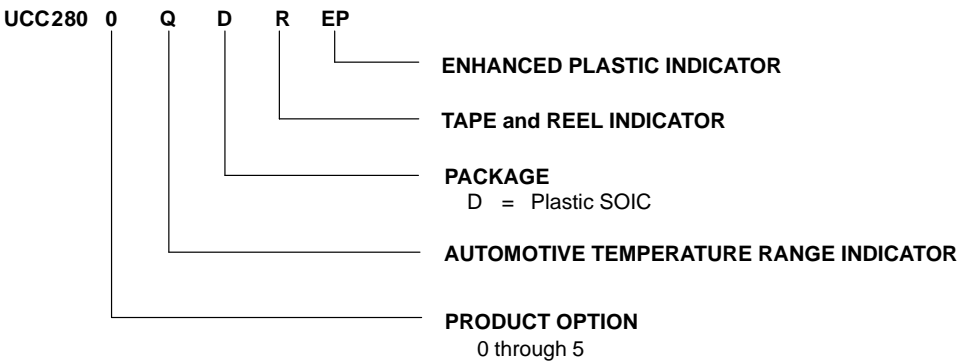 UCC280 0 Q D R EP
ENHANCED PLASTIC INDICATOR
TAPE and REEL INDICATOR
PACKAGE
D = Plastic SOIC
AUTOMOTIVE TEMPERATURE RANGE INDICATOR
PRODUCT OPTION
0 through 5